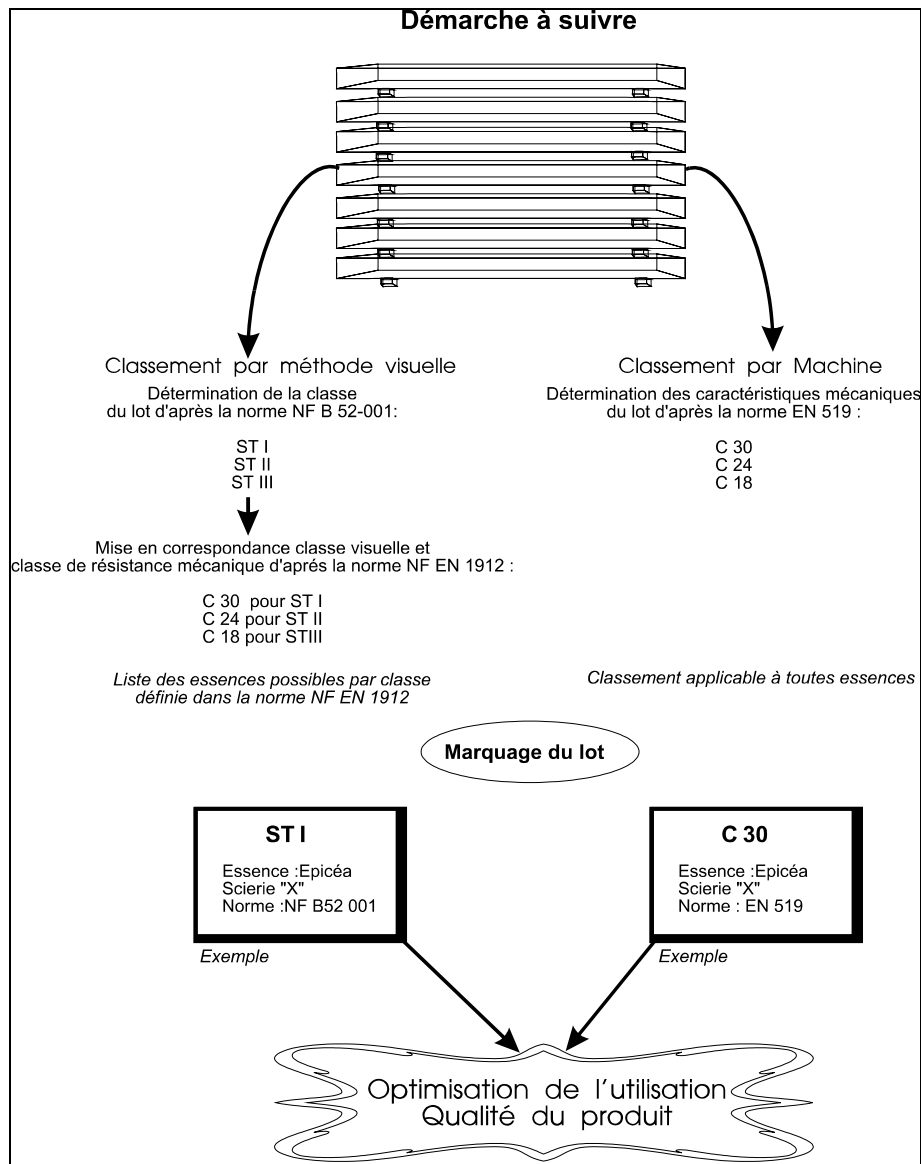 Démarche à suivre
Classement par méthode visuelle
Détermination de la classe
du lot d'après la norme NF B 52-001:
ST I
ST II
ST III
Mise en correspondance classe visuelle et
classe de résistance mécanique d'aprés la norme NF EN 1912 :
C 30 pour ST I
C 24 pour ST II
C 18 pour STIII
Liste des essences possibles par classe
définie dans la norme NF EN 1912
Classement par Machine
Détermination des caractéristiques mécaniques
du lot d'après la norme EN 519 :
C 30
C 24
C 18
Classement applicable à toutes essences
Marquage du lot
ST I
Essence :Epicéa
Scierie "X"
Norme :NF B52 001
Exemple
C 30
Essence :Epicéa
Scierie "X"
Norme : EN 519
Exemple
Optimisation de l'utilisation
Qualité du produit